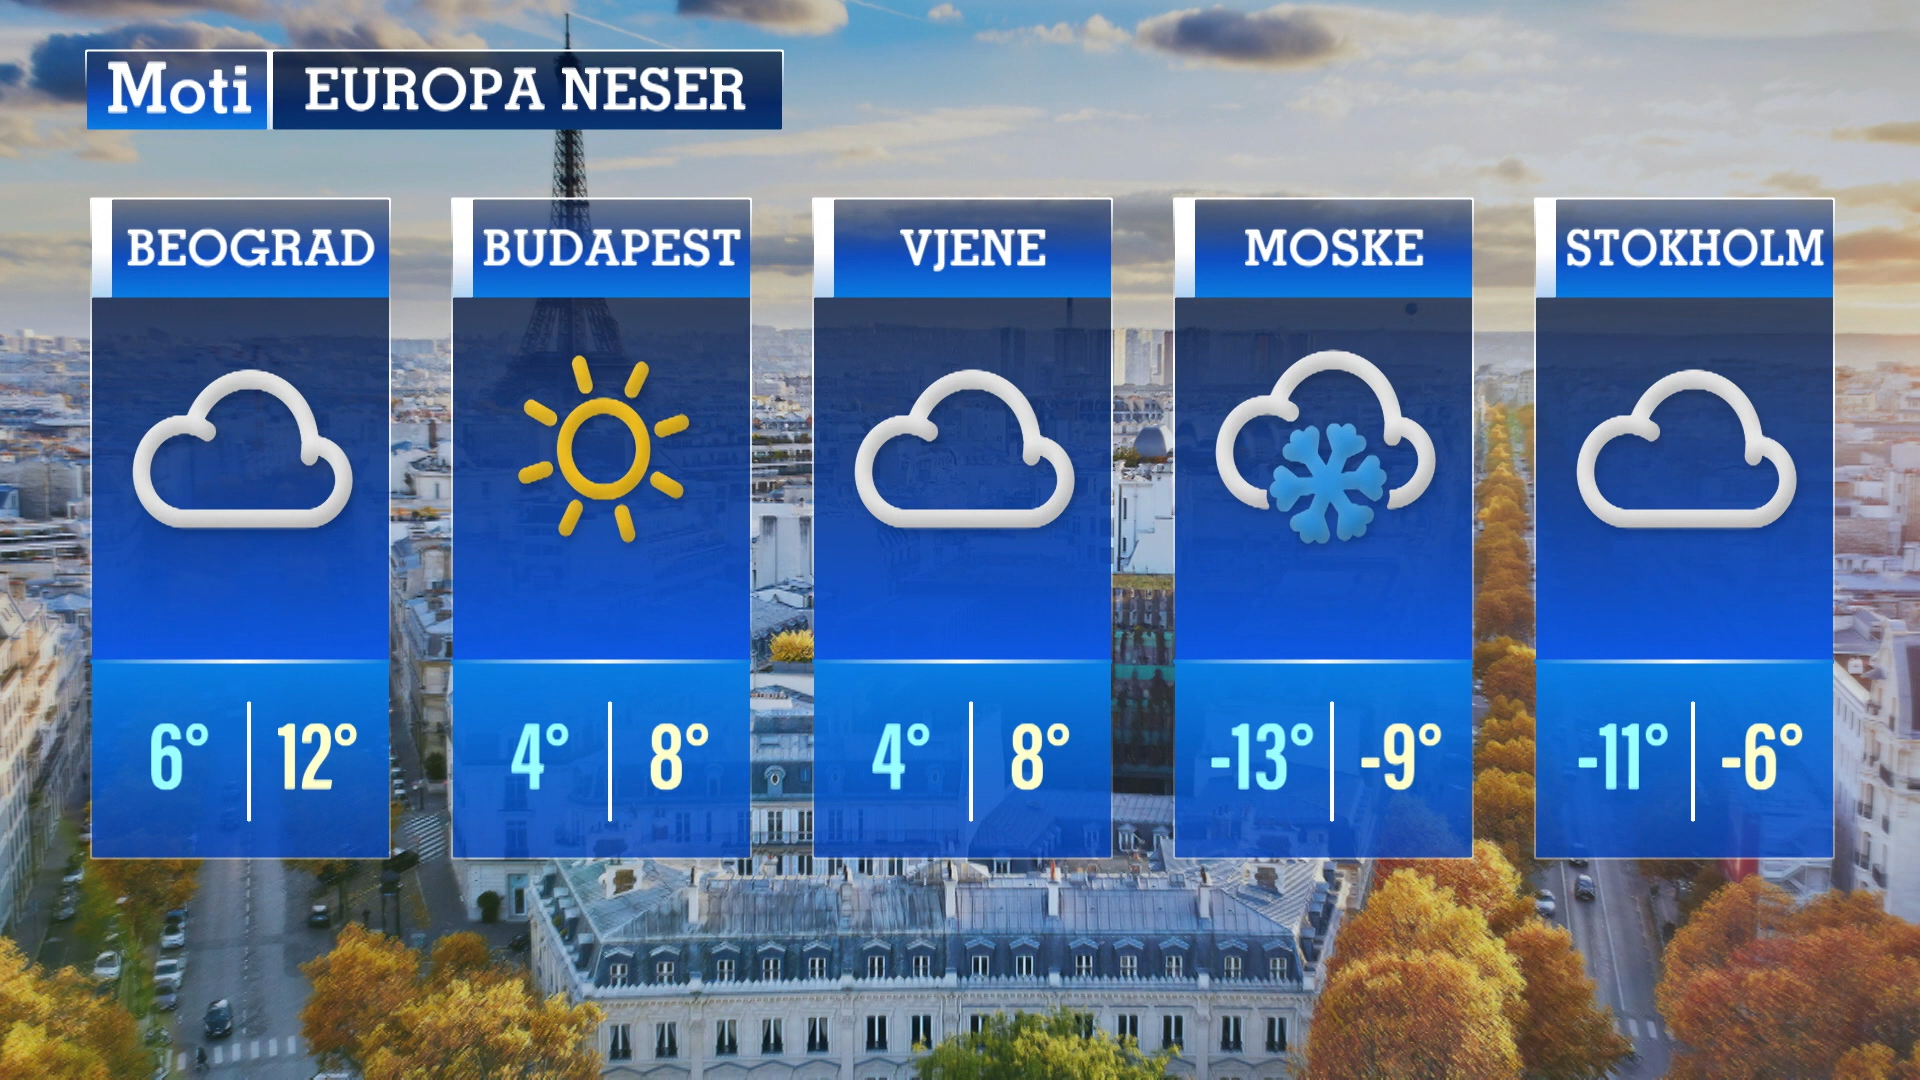 Moti EUROPA NESER
BEOGRAD BUDAPEST VJENE MOSKE STOKHOLM
6° 12° 4° 8° 4° 8° -13° -9° -11° -6°